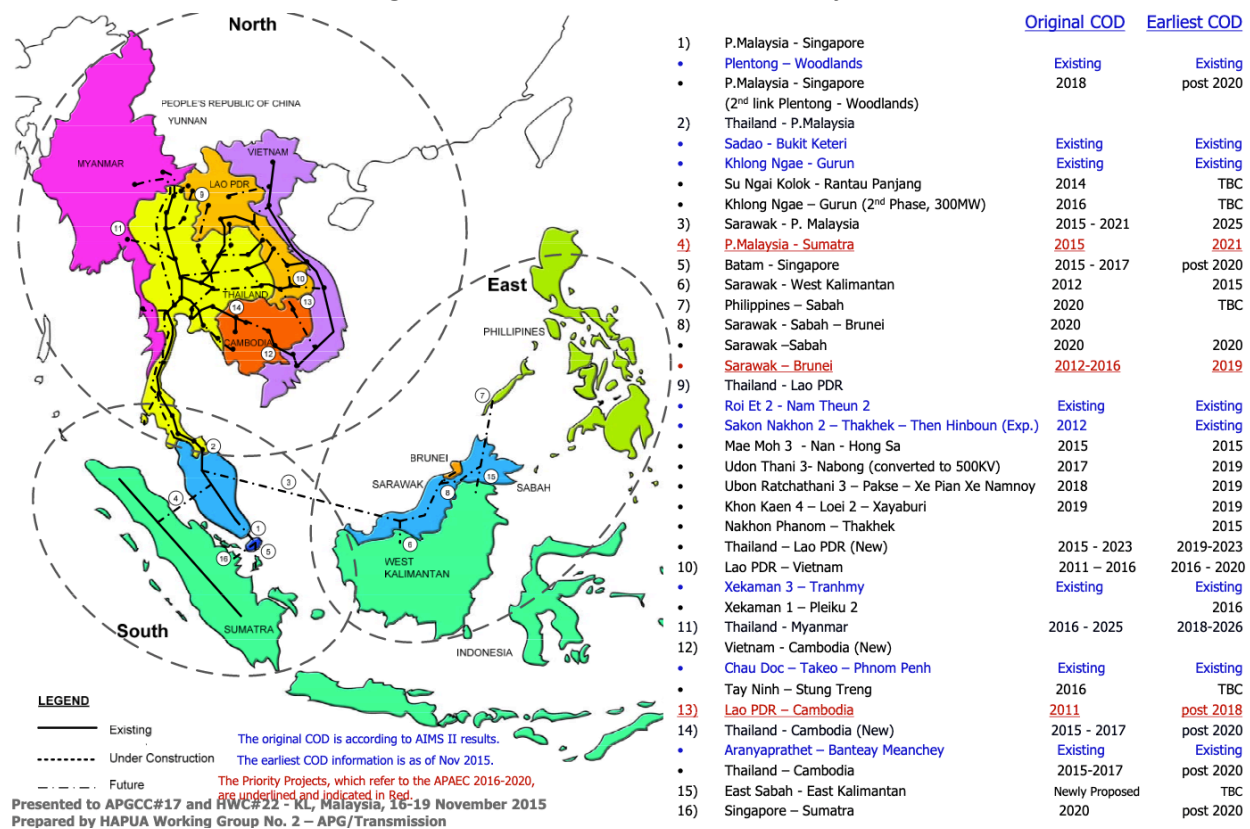 North
PEOPLE'S REPUBLIC OF CHINA
YUNNAN
MYANMAR
VIETNAM
LAO PDR
9
11
10
THAILAND
13
14
CAMBODIA
12
East
PHILLIPINES
7
2
BRUNEI
SARAWAK
15
SABAH
8
3
4
1
6
5
16
WEST
KALIMANTAN
South
SUMATRA
INDONESIA
LEGEND
Existing
Under Construction
Future
The original COD is according to AIMS II results.
The earliest COD information is as of Nov 2015.
The Priority Projects, which refer to the APAEC 2016-2020,
are underlined and indicated in Red.
Presented to APGCC#17 and HWC#22 - KL, Malaysia, 16-19 November 2015
Prepared by HAPUA Working Group No. 2 – APG/Transmission
Original COD Earliest COD
1) P.Malaysia - Singapore
• Plentong – Woodlands Existing Existing
• P.Malaysia - Singapore 2018 post 2020
(2nd link Plentong - Woodlands)
2) Thailand - P.Malaysia
• Sadao - Bukit Keteri Existing Existing
• Khlong Ngae - Gurun Existing Existing
• Su Ngai Kolok - Rantau Panjang 2014 TBC
• Khlong Ngae – Gurun (2nd Phase, 300MW) 2016 TBC
3) Sarawak - P. Malaysia 2015 - 2021 2025
4) P.Malaysia - Sumatra 2015 2021
5) Batam - Singapore 2015 - 2017 post 2020
6) Sarawak - West Kalimantan 2012 2015
7) Philippines – Sabah 2020 TBC
8) Sarawak - Sabah – Brunei 2020
• Sarawak –Sabah 2020 2020
• Sarawak – Brunei 2012-2016 2019
9) Thailand - Lao PDR
• Roi Et 2 - Nam Theun 2 Existing Existing
• Sakon Nakhon 2 – Thakhek – Then Hinboun (Exp.) 2012 Existing
• Mae Moh 3 - Nan - Hong Sa 2015 2015
• Udon Thani 3- Nabong (converted to 500KV) 2017 2019
• Ubon Ratchathani 3 – Pakse – Xe Pian Xe Namnoy 2018 2019
• Khon Kaen 4 – Loei 2 – Xayaburi 2019 2019
• Nakhon Phanom – Thakhek 2015
• Thailand – Lao PDR (New) 2015 - 2023 2019-2023
10) Lao PDR – Vietnam 2011 – 2016 2016 - 2020
• Xekaman 3 – Tranhmy Existing Existing
• Xekaman 1 – Pleiku 2 2016
11) Thailand - Myanmar 2016 - 2025 2018-2026
12) Vietnam - Cambodia (New)
• Chau Doc – Takeo – Phnom Penh Existing Existing
• Tay Ninh – Stung Treng 2016 TBC
13) Lao PDR – Cambodia 2011 post 2018
14) Thailand - Cambodia (New) 2015 - 2017 post 2020
• Aranyaprathet – Banteay Meanchey Existing Existing
• Thailand – Cambodia 2015-2017 post 2020
15) East Sabah - East Kalimantan Newly Proposed TBC
16) Singapore – Sumatra 2020 post 2020